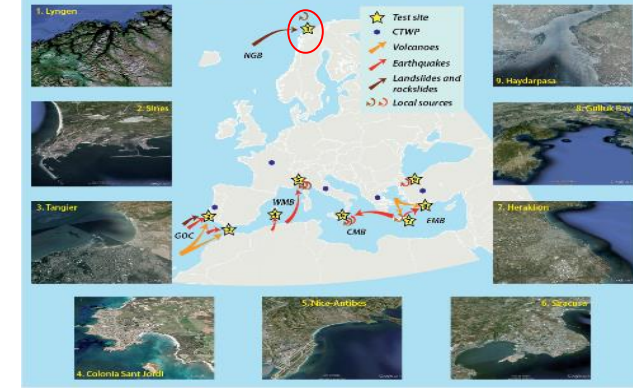 1. Lyngen
2. Sines
3. Tangier
4. Colonia Sant Jordi
5. Nice-Antibes
6. Siracusa
7. Heraklion
8. Gulluk Bay
9. Haydarpasa
NGB
GOC
WMB
CMB
EMB
Test site
CTWP
Volcanoes
Earthquakes
Landslides and
rockslides
Local sources